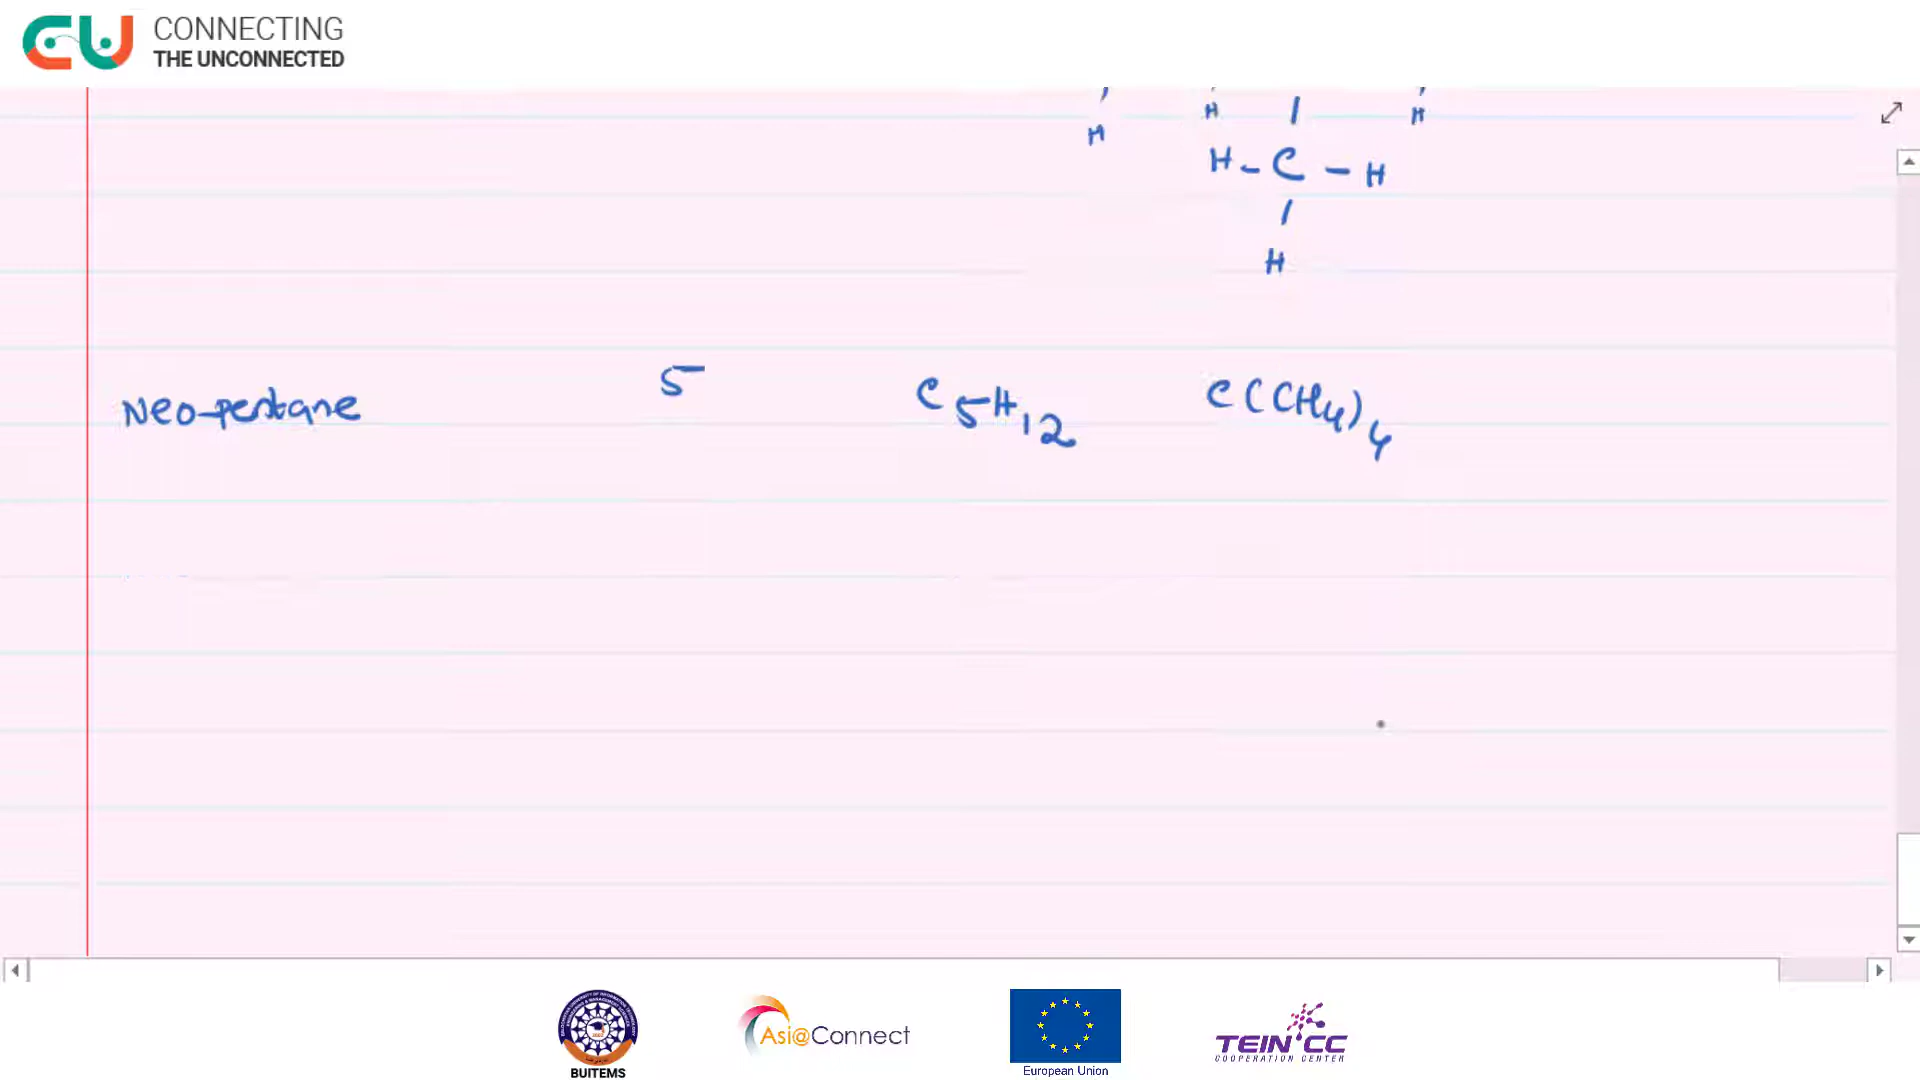 CONNECTING
THE UNCONNECTED
H H H
H - C - H
H
Neo-pentane 5 C5H12 C(CH4)4
BUITEMS
Asi@Connect
European Union
TEIN*CC
COOPERATION CENTER